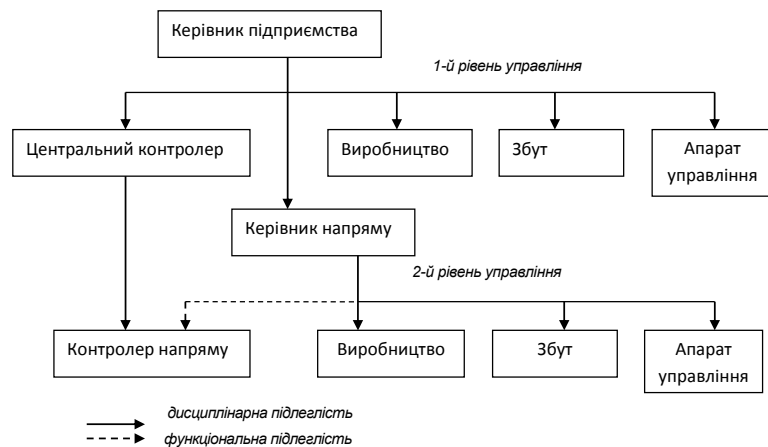 Керівник підприємства
1-й рівень управління
Центральний контролер
Виробництво
Збут
Апарат
управління
Керівник напряму
2-й рівень управління
Контролер напряму
Виробництво
Збут
Апарат
управління
дисциплінарна підлеглість
функціональна підлеглість